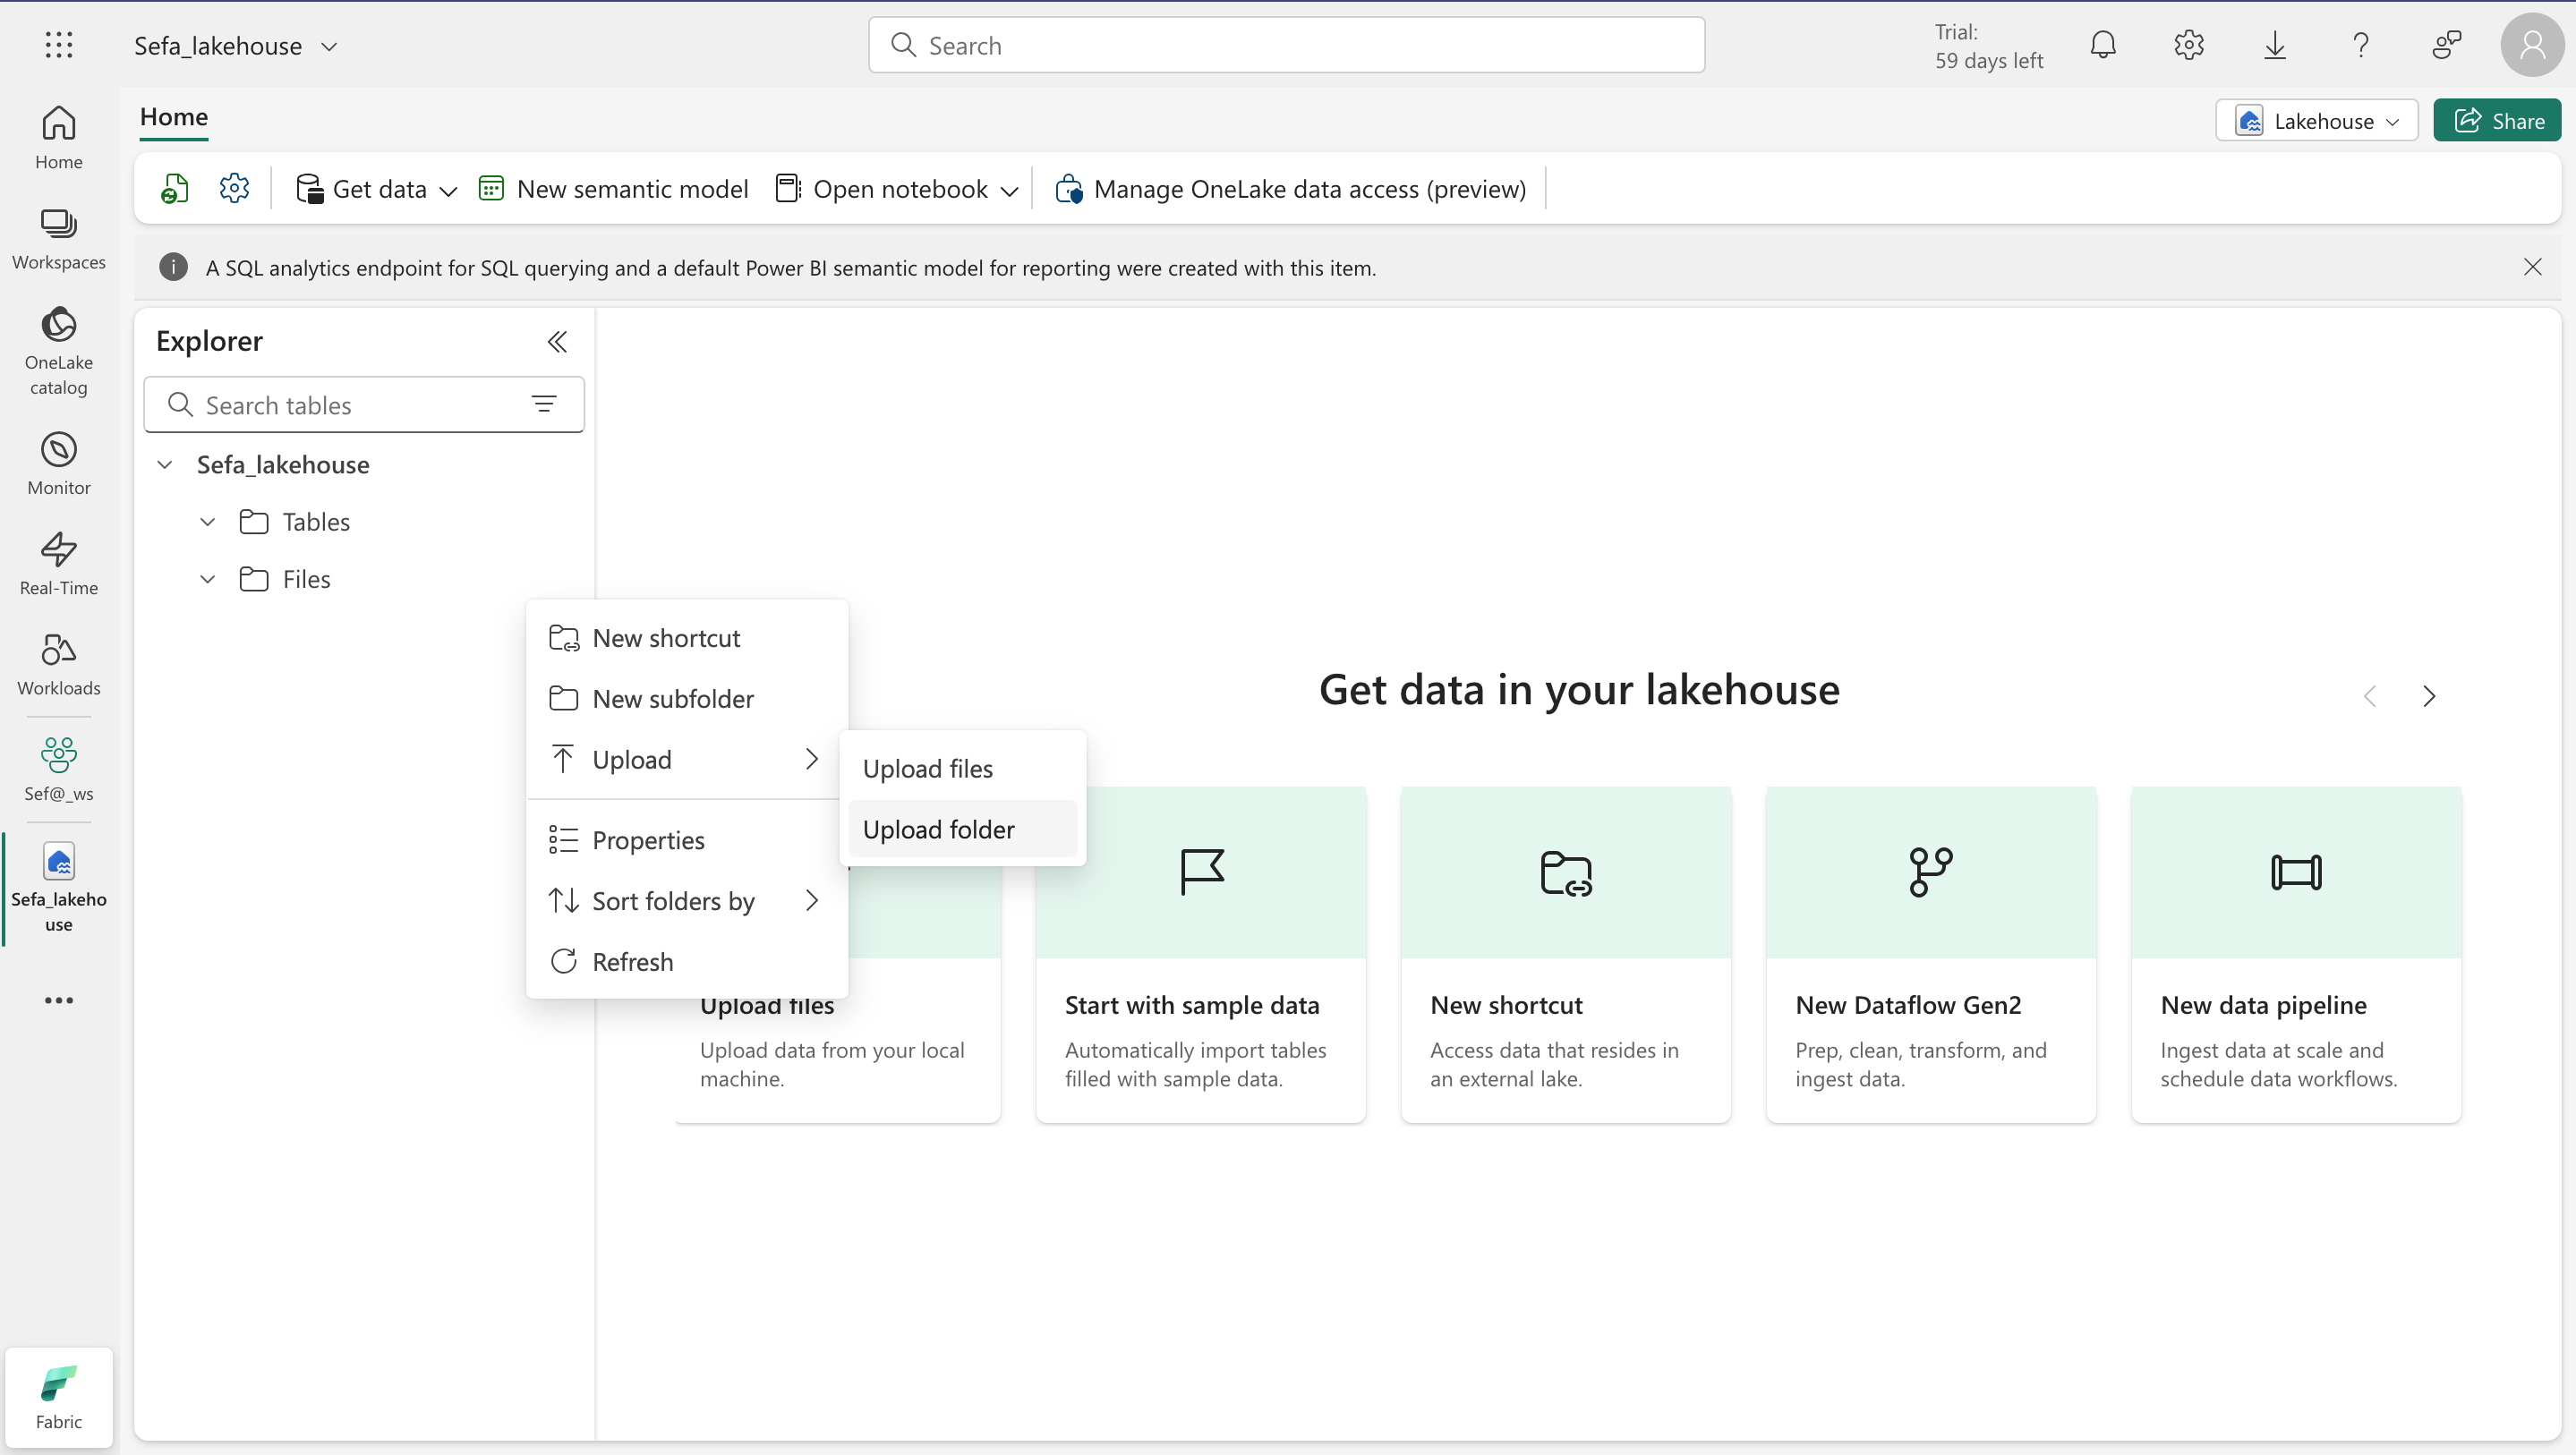 Sefa_lakehouse
Search
Trial:
59 days left
Home
Workspaces
OneLake
catalog
Monitor
Real-Time
Workloads
Sef@_ws
Sefa_lakeho
use
Fabric
Home
Lakehouse
Share
Get data
New semantic model
Open notebook
Manage OneLake data access (preview)
A SQL analytics endpoint for SQL querying and a default Power BI semantic model for reporting were created with this item.
Explorer
Search tables
Sefa_lakehouse
Tables
Files
New shortcut
New subfolder
Upload
Properties
Sort folders by
Refresh
Upload files
Upload folder
Get data in your lakehouse
Upload files
Upload data from your local
machine.
Start with sample data
Automatically import tables
filled with sample data.
New shortcut
Access data that resides in
an external lake.
New Dataflow Gen2
Prep, clean, transform, and
ingest data.
New data pipeline
Ingest data at scale and
schedule data workflows.